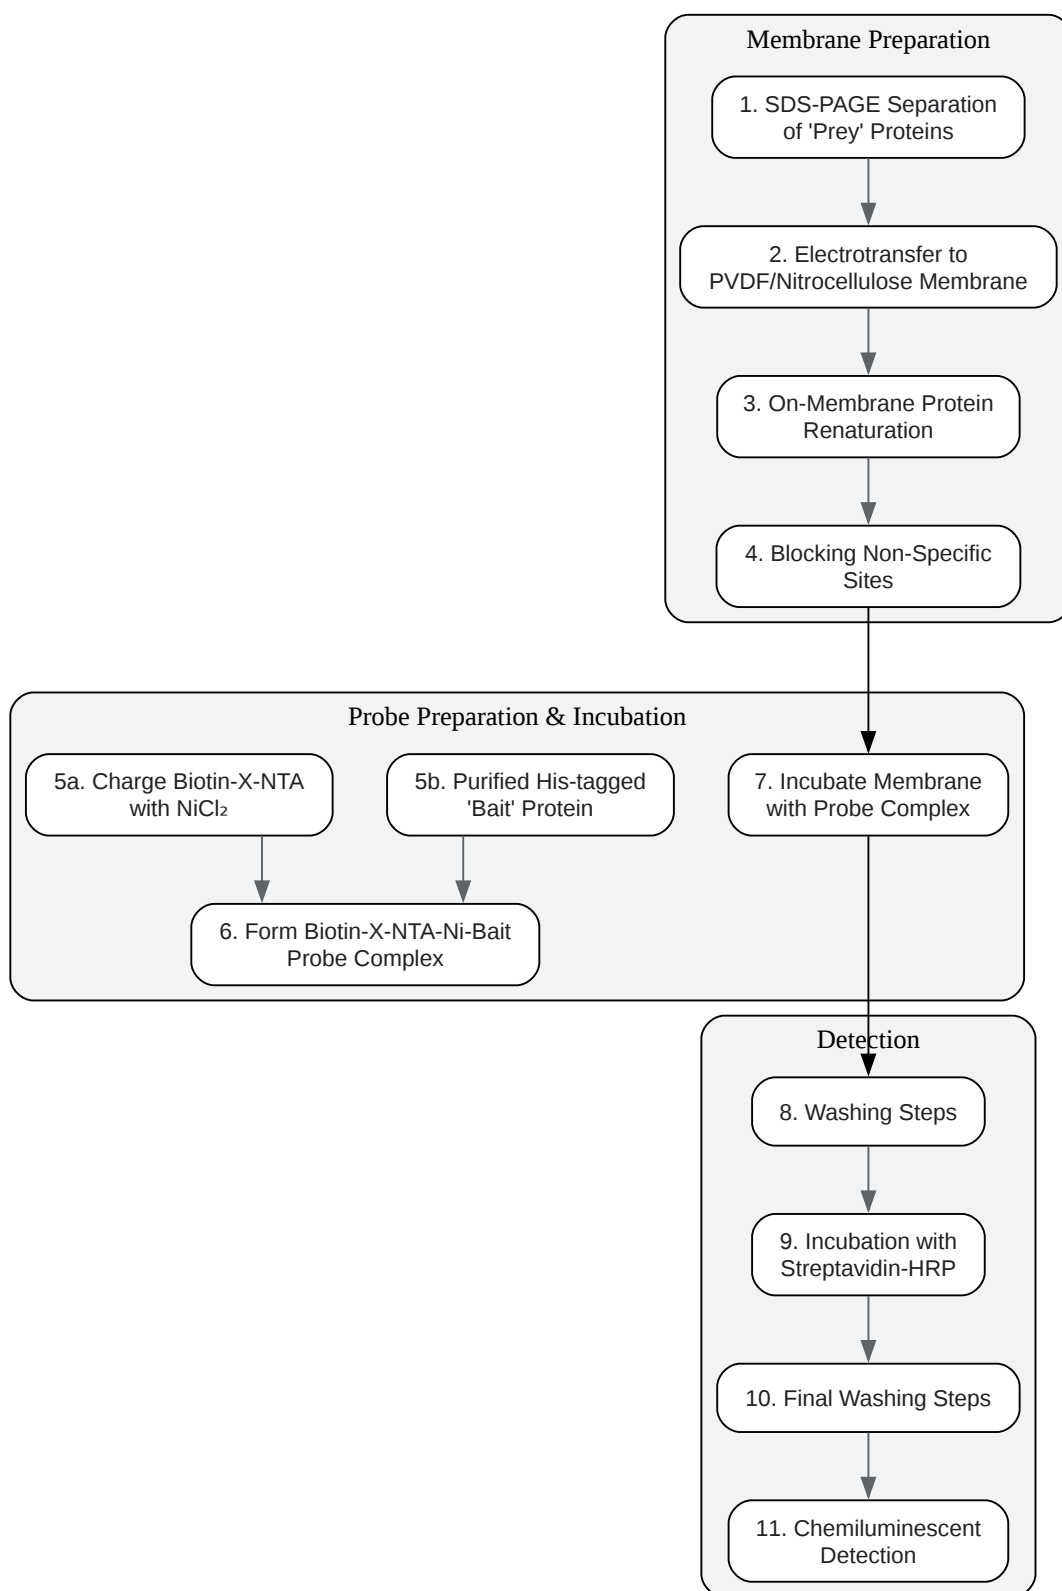 Membrane Preparation
1. SDS-PAGE Separation
of 'Prey' Proteins
2. Electrotransfer to
PVDF/Nitrocellulose Membrane
3. On-Membrane Protein
Renaturation
4. Blocking Non-Specific
Sites
Probe Preparation & Incubation
5a. Charge Biotin-X-NTA
with NiCl₂
5b. Purified His-tagged
'Bait' Protein
7. Incubate Membrane
with Probe Complex
6. Form Biotin-X-NTA-Ni-Bait
Probe Complex
Detection
8. Washing Steps
9. Incubation with
Streptavidin-HRP
10. Final Washing Steps
11. Chemiluminescent
Detection